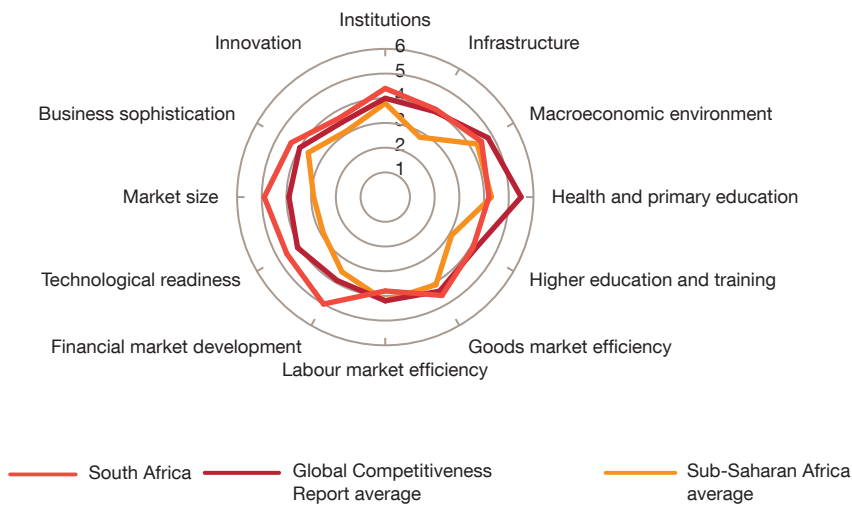 Institutions
Innovation
Infrastructure
6
5
4
3
2
1
Business sophistication
Macroeconomic environment
Market size
Health and primary education
Technological readiness
Higher education and training
Financial market development
Goods market efficiency
Labour market efficiency
South Africa
Global Competitiveness
Report average
Sub-Saharan Africa
average